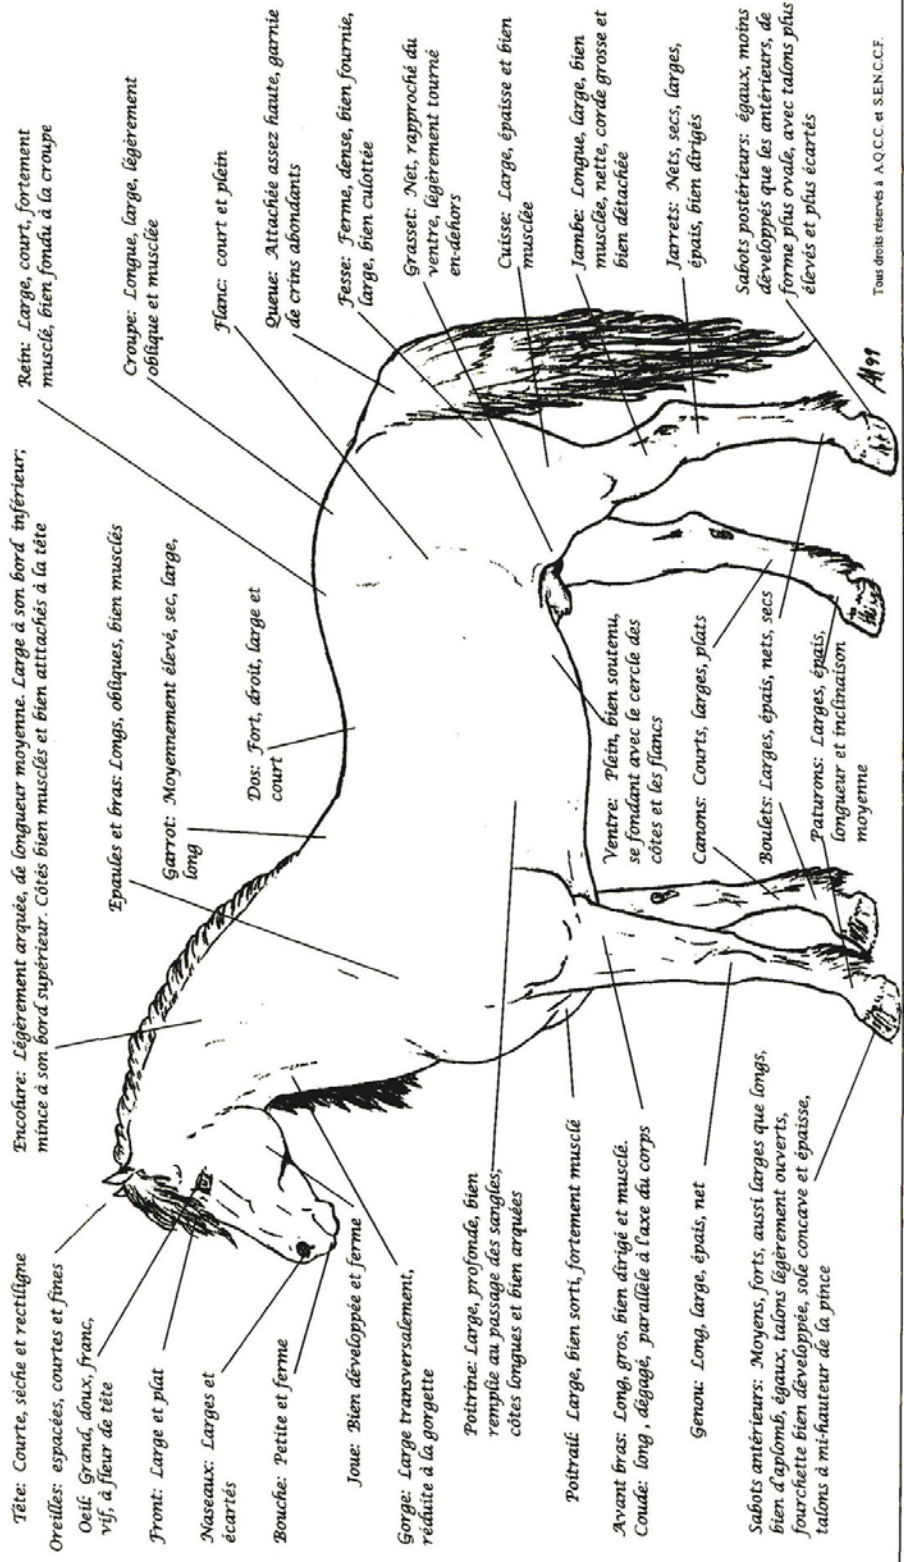 Tête: Courte, sèche et rectiligne
Oreilles: espacées, courtes et fines
Oeil: Grand, doux, franc,
vif, à fleur de tête
Front: Large et plat
Naseaux: Larges et
écartés
Bouche: Petite et ferme
Joue: Bien développée et ferme
Gorge: Large transversalement,
réduite à la gorgette
Poitrine: Large, profonde, bien
remplie au passage des sangles;
côtes longues et bien arquées
Poitrail: Large, bien sorti, fortement musclé
Avant bras: Long, gros, bien dirigé et musclé.
Coude: long , dégagé, parallèle à l'axe du corps
Genou: Long, large, épais, net
Sabots antérieurs: Moyens, forts, aussi larges que longs,
bien d'aplomb, égaux, talons légèrement ouverts,
fourchette bien développée, sole concave et épaisse,
talons à mi-hauteur de la pince
Encolure: Légèrement arquée, de longueur moyenne. Large à son bord inférieur;
mince à son bord supérieur. Côtés bien musclés et bien atttachés à la tête
Epaules et bras: Longs, obliques, bien musclés
Garrot: Moyennement élevé, sec, large,
long
Dos: Fort, droit, large et
court
Ventre: Plein, bien soutenu,
se fondant avec le cercle des
côtes et les flancs
Canons: Courts, larges, plats
Boulets: Larges, épais, nets, secs
Paturons: Larges, épais,
longueur et inclinaison
moyenne
Rein: Large, court, fortement
musclé, bien fondu à la croupe
Croupe: Longue, large, légèrement
oblique et musclée
Flanc: court et plein
Queue: Attachée assez haute, garnie
de crins abondants
Fesse: Ferme, dense, bien fournie,
large, bien culottée
Grasset: Net, rapproché du
ventre, légèrement tourné
en-dehors
Cuisse: Large, épaisse et bien
musclée
Jambe: Longue, large, bien
musclée, nette, corde grosse et
bien détachée
Jarrets: Nets, secs, larges,
épais, bien dirigés
Sabots postérieurs: égaux, moins
développés que les antérieurs, de
forme plus ovale, avec talons plus
élevés et plus écartés
Tous droits réservés à A.Q.C.C. et S.E.N.C.C.F.